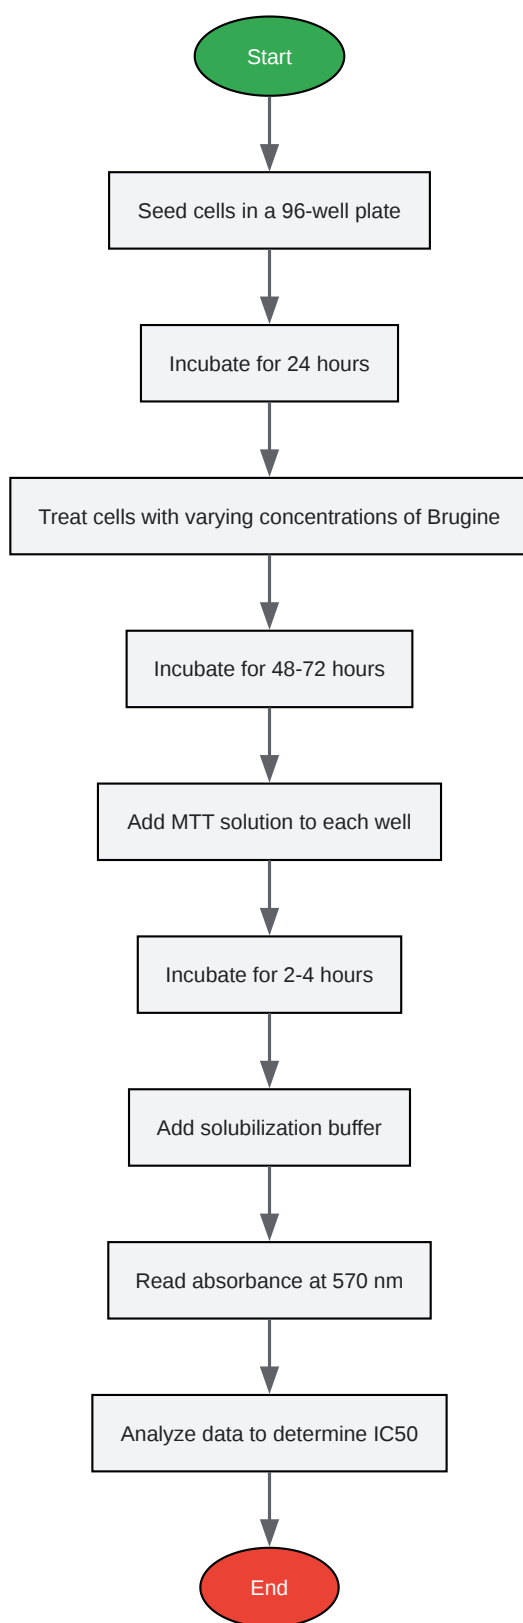 Start
Seed cells in a 96-well plate
Incubate for 24 hours
Treat cells with varying concentrations of Brugine
Incubate for 48-72 hours
Add MTT solution to each well
Incubate for 2-4 hours
Add solubilization buffer
Read absorbance at 570 nm
Analyze data to determine IC50
End